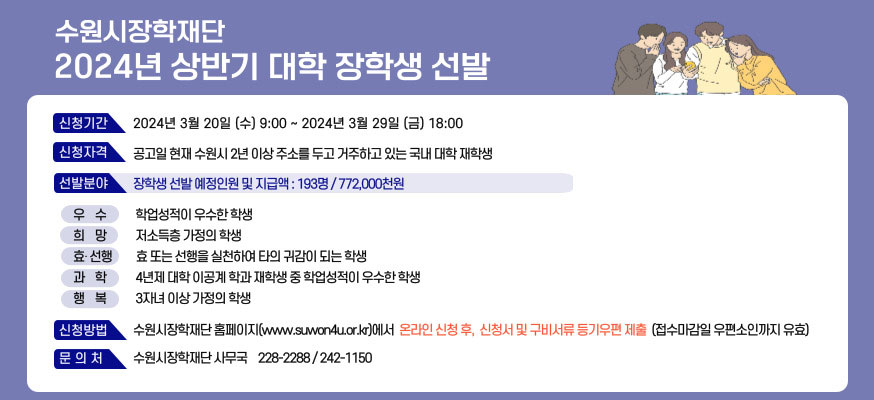 수원시장학재단
2024년 상반기 대학 장학생 선발
신청기간 2024년 3월 20일 (수) 9:00 ~ 2024년 3월 29일 (금) 18:00
신청자격 공고일 현재 수원시 2년 이상 주소를 두고 거주하고 있는 국내 대학 재학생
선발분야 장학생 선발 예정인원 및 지급액 : 193명 / 772,000천원
우 수 학업성적이 우수한 학생
희 망 저소득층 가정의 학생
효·선행 효 또는 선행을 실천하여 타의 귀감이 되는 학생
과 학 4년제 대학 이공계 학과 재학생 중 학업성적이 우수한 학생
행 복 3자녀 이상 가정의 학생
신청방법 수원시장학재단 홈페이지(www.suwon4u.or.kr)에서 온라인 신청 후, 신청서 및 구비서류 등기우편 제출 (접수마감일 우편소인까지 유효)
문 의 처 수원시장학재단 사무국 228-2288 / 242-1150